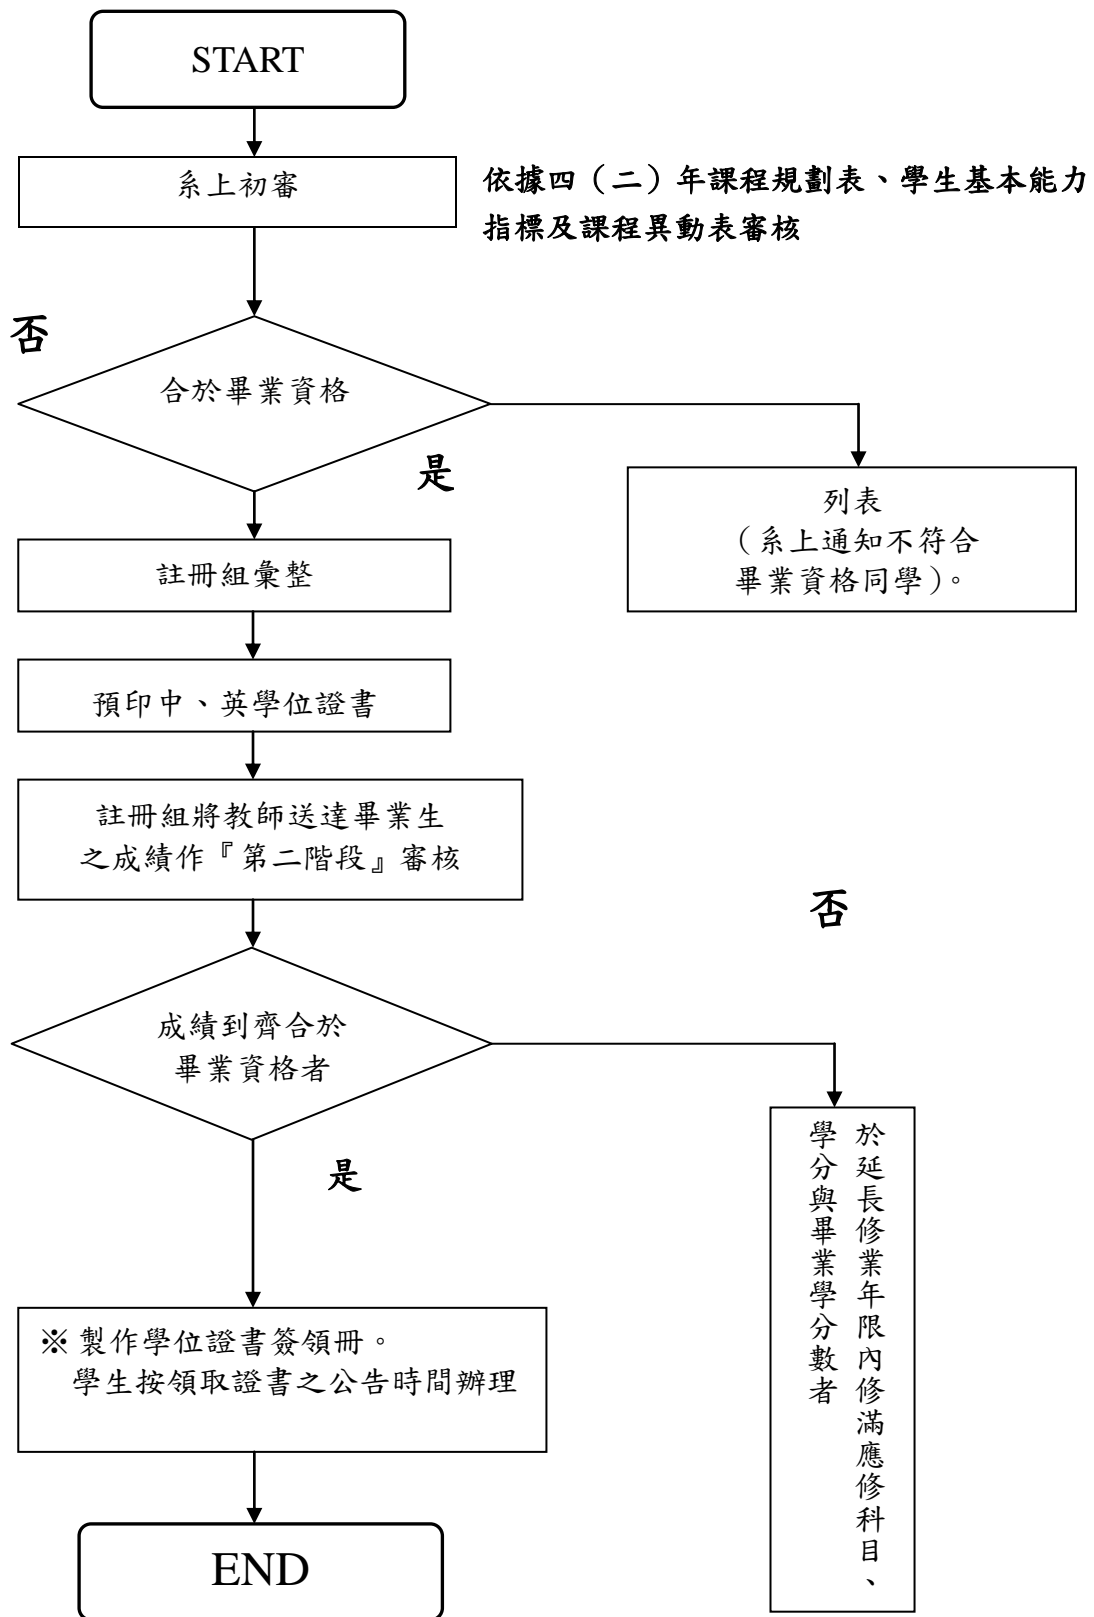 START
系上初審
依據四（二）年課程規劃表、學生基本能力
指標及課程異動表審核
否
合於畢業資格
是
列表
（系上通知不符合
畢業資格同學）。
註冊組彙整
預印中、英學位證書
註冊組將教師送達畢業生
之成績作『第二階段』審核
否
成績到齊合於
畢業資格者
是
於延長修業年限內修滿應修科目、
學分與畢業學分數者
※ 製作學位證書簽領冊。
學生按領取證書之公告時間辦理
END